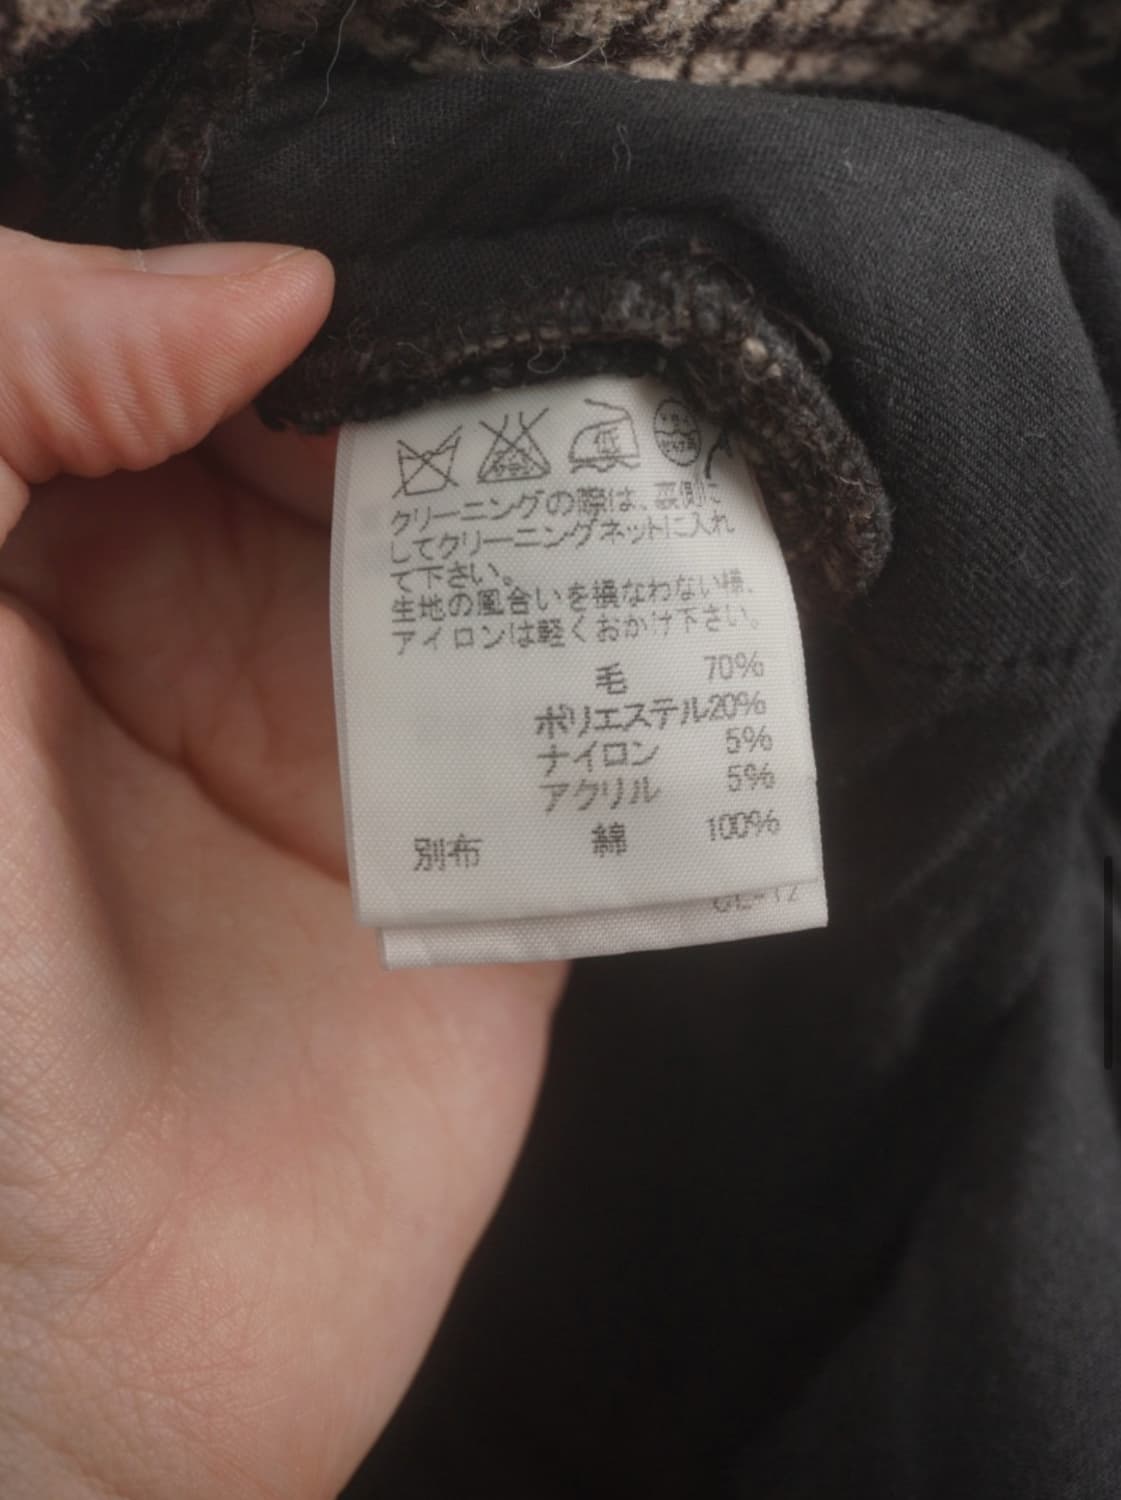 低
クリーニングの際は、裏側に
してクリーニングネットに入れ
て下さい。
生地の風合いを損なわない様、
アイロンは軽くおかけ下さい。
毛 70%
ポリエステル20%
ナイロン 5%
アクリル 5%
別布 綿 100%